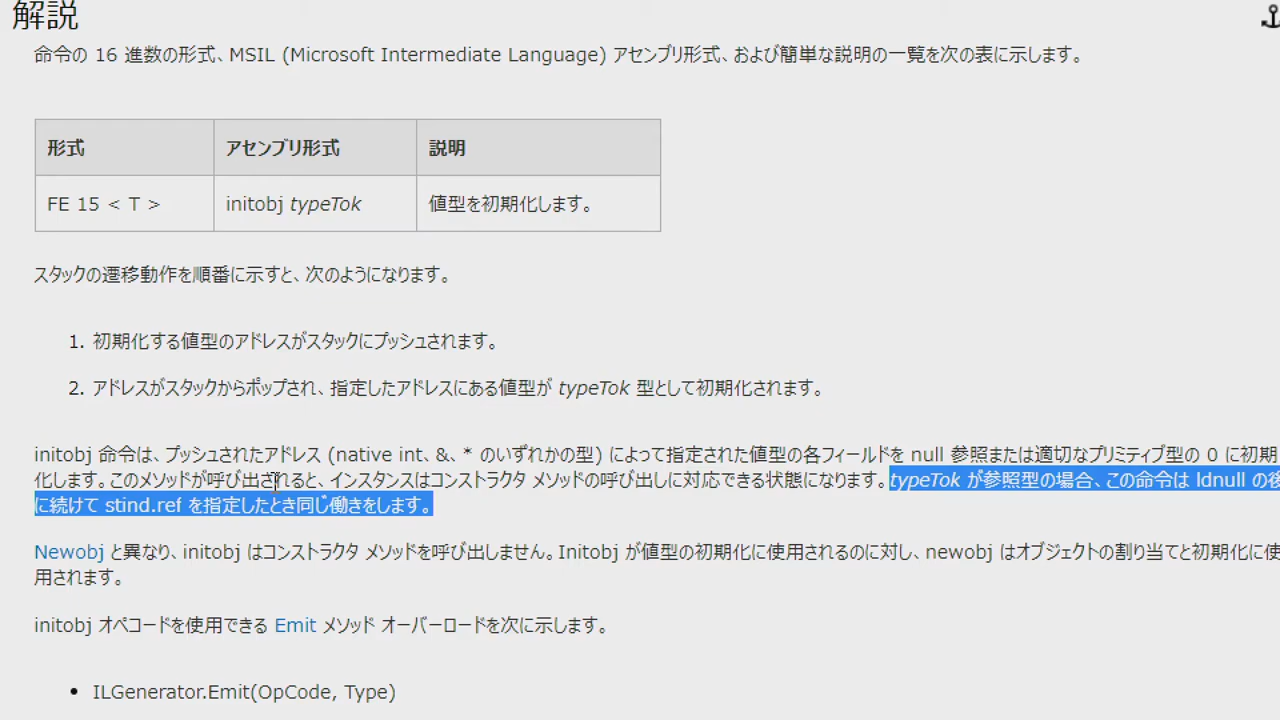 解説
命令の 16 進数の形式、MSIL (Microsoft Intermediate Language) アセンブリ形式、および簡単な説明の一覧を次の表に示します。
形式 アセンブリ形式 説明
FE 15 < T > initobj typeTok 値型を初期化します。
スタックの遷移動作を順番に示すと、次のようになります。
1. 初期化する値型のアドレスがスタックにプッシュされます。
2. アドレスがスタックからポップされ、指定したアドレスにある値型が typeTok 型として初期化されます。
initobj 命令は、プッシュされたアドレス (native int、&、* のいずれかの型) によって指定された値型の各フィールドを null 参照または適切なプリミティブ型の 0 に初期
化します。このメソッドが呼び出されると、インスタンスはコンストラクタ メソッドの呼び出しに対応できる状態になります。typeTok が参照型の場合、この命令は ldnull の後
に続けて stind.ref を指定したとき同じ働きをします。
Newobj と異なり、initobj はコンストラクタ メソッドを呼び出しません。Initobj が値型の初期化に使用されるのに対し、newobj はオブジェクトの割り当てと初期化に使
用されます。
initobj オペコードを使用できる Emit メソッド オーバーロードを次に示します。
• ILGenerator.Emit(OpCode, Type)